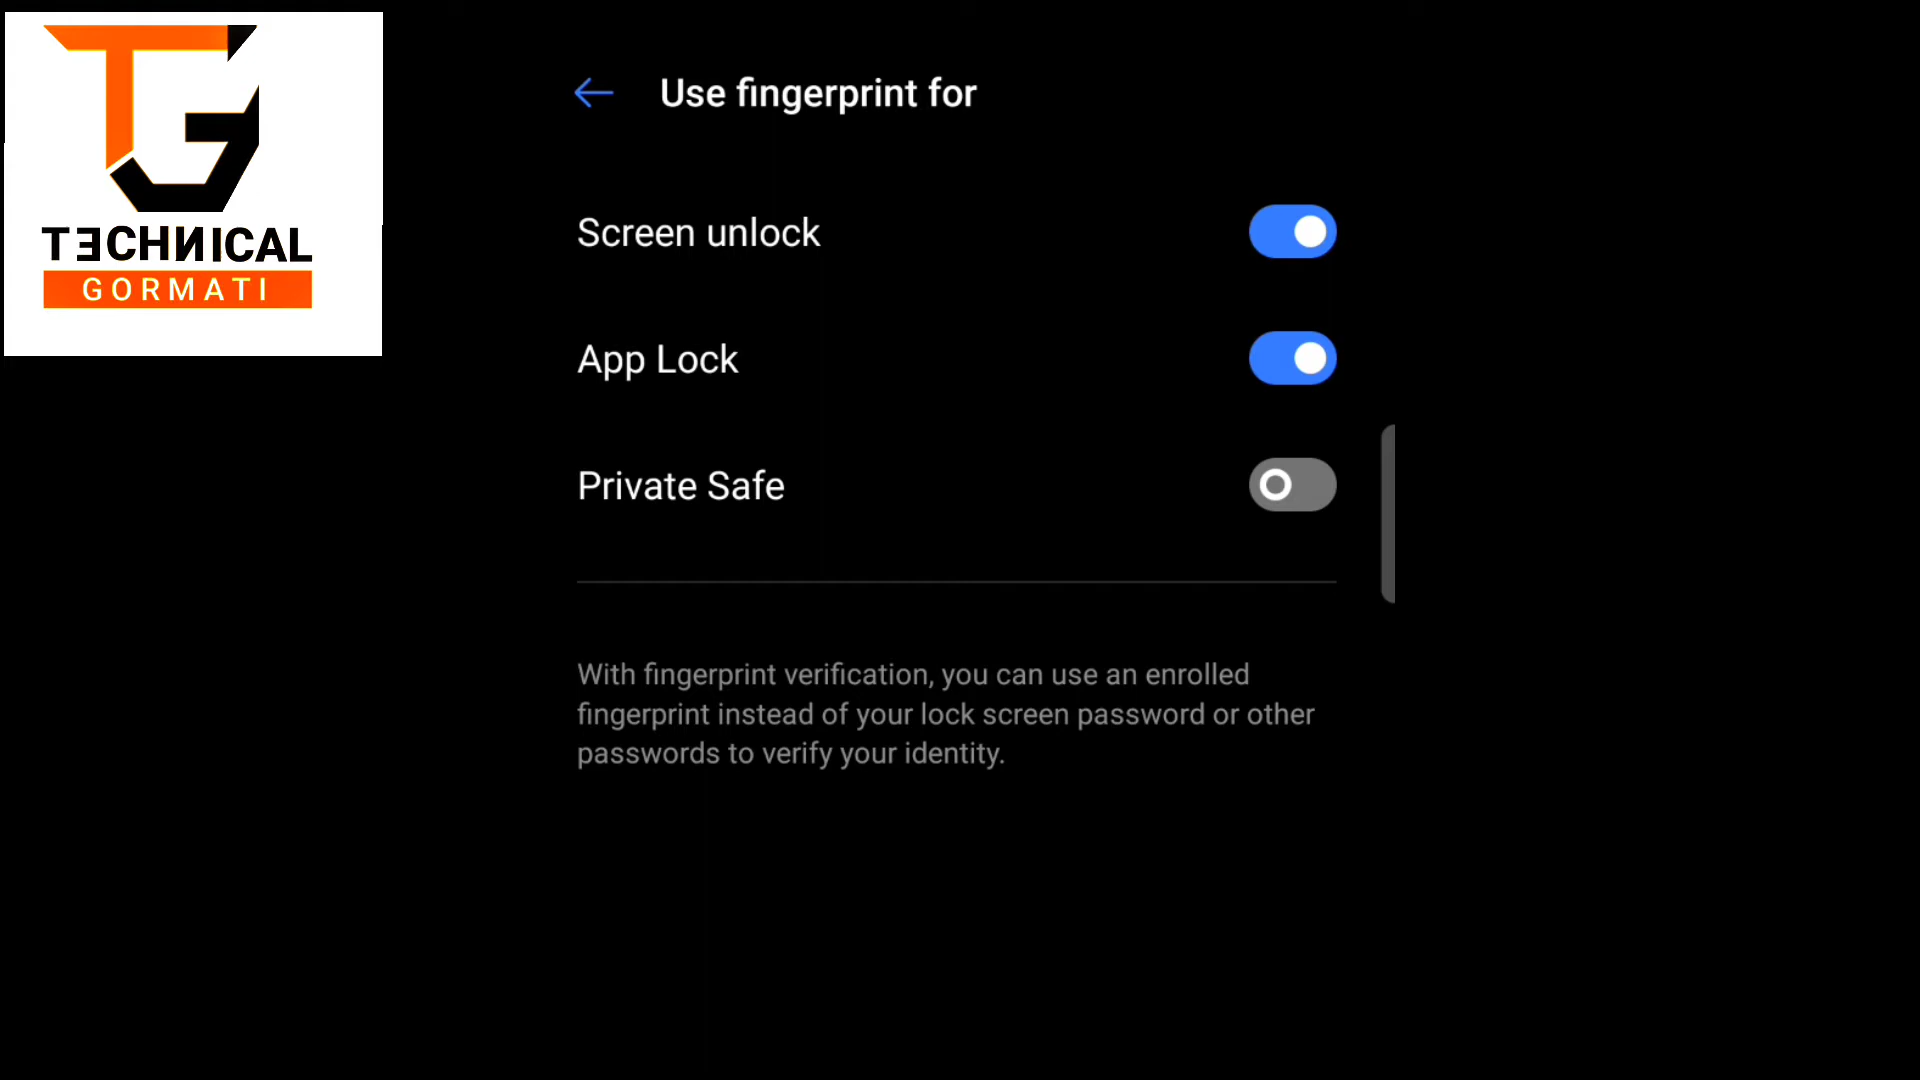 TECHNICAL
GORMATI
Use fingerprint for
Screen unlock
App Lock
Private Safe
With fingerprint verification, you can use an enrolled
fingerprint instead of your lock screen password or other
passwords to verify your identity.